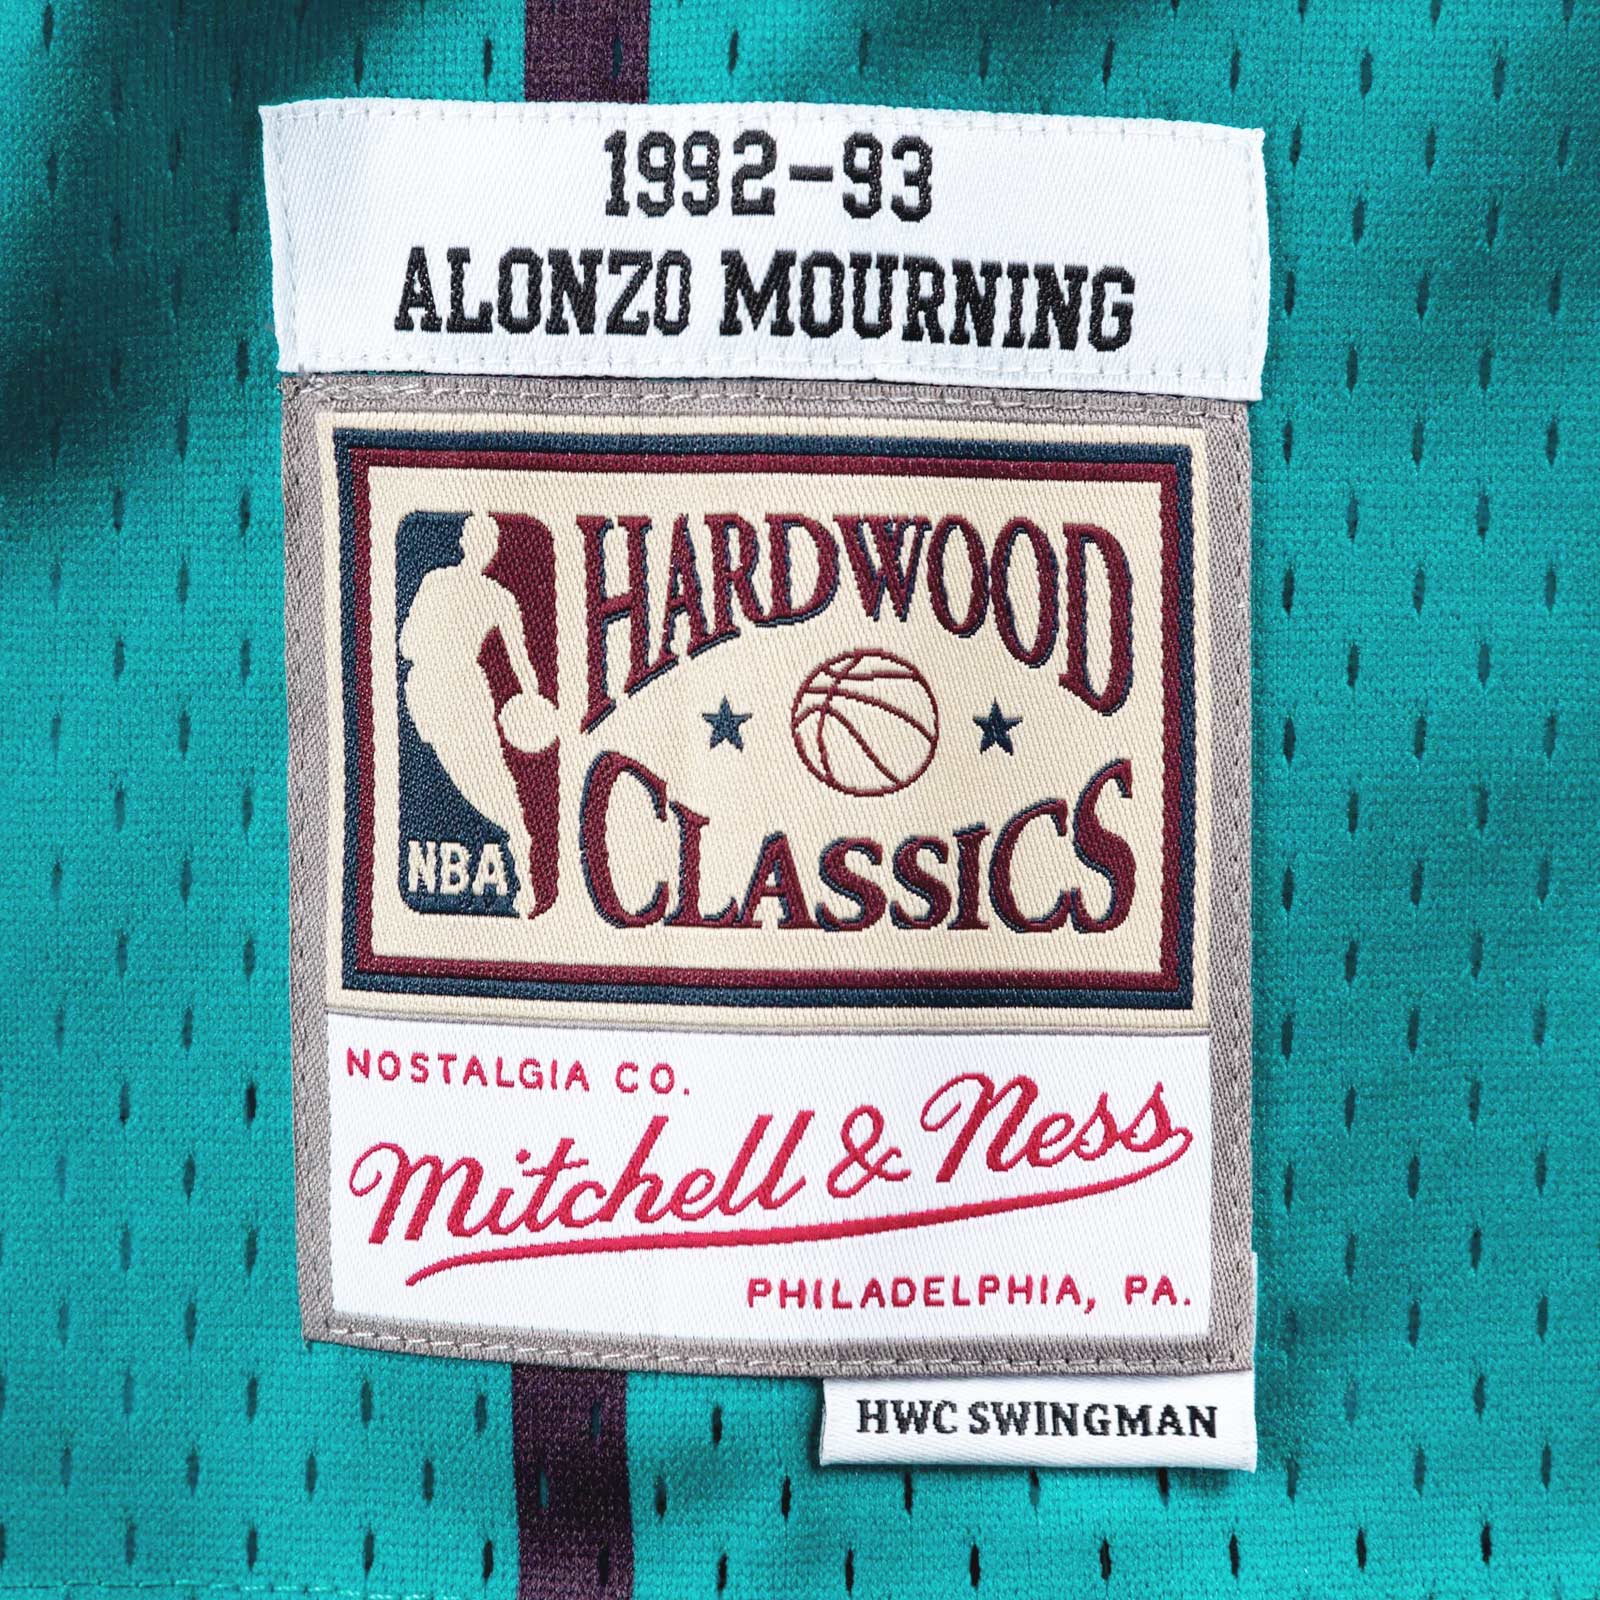 1992-93
ALONZO MOURNING
HARDWOOD
CLASSICS
NBA
NOSTALGIA CO.
Mitchell & Ness
PHILADELPHIA, PA.
HWC SWINGMAN